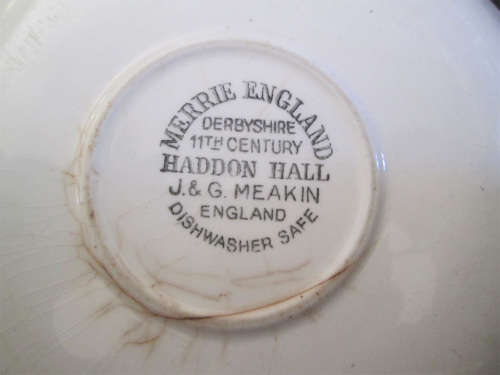 MERRIE ENGLAND
DERBYSHIRE
11TH CENTURY
HADDON HALL
J. & G. MEAKIN
ENGLAND
DISHWASHER SAFE